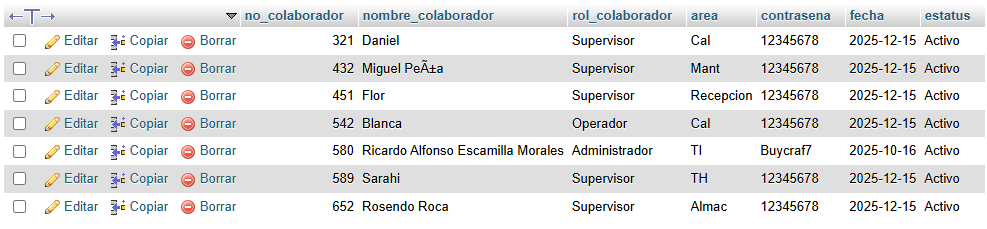 no_colaborador nombre_colaborador rol_colaborador area contrasena fecha estatus
Editar Copiar Borrar 321 Daniel Supervisor Cal 12345678 2025-12-15 Activo
Editar Copiar Borrar 432 Miguel PeÃ±a Supervisor Mant 12345678 2025-12-15 Activo
Editar Copiar Borrar 451 Flor Supervisor Recepcion 12345678 2025-12-15 Activo
Editar Copiar Borrar 542 Blanca Operador Cal 12345678 2025-12-15 Activo
Editar Copiar Borrar 580 Ricardo Alfonso Escamilla Morales Administrador TI Buycraf7 2025-10-16 Activo
Editar Copiar Borrar 589 Sarahi Supervisor TH 12345678 2025-12-15 Activo
Editar Copiar Borrar 652 Rosendo Roca Supervisor Almac 12345678 2025-12-15 Activo